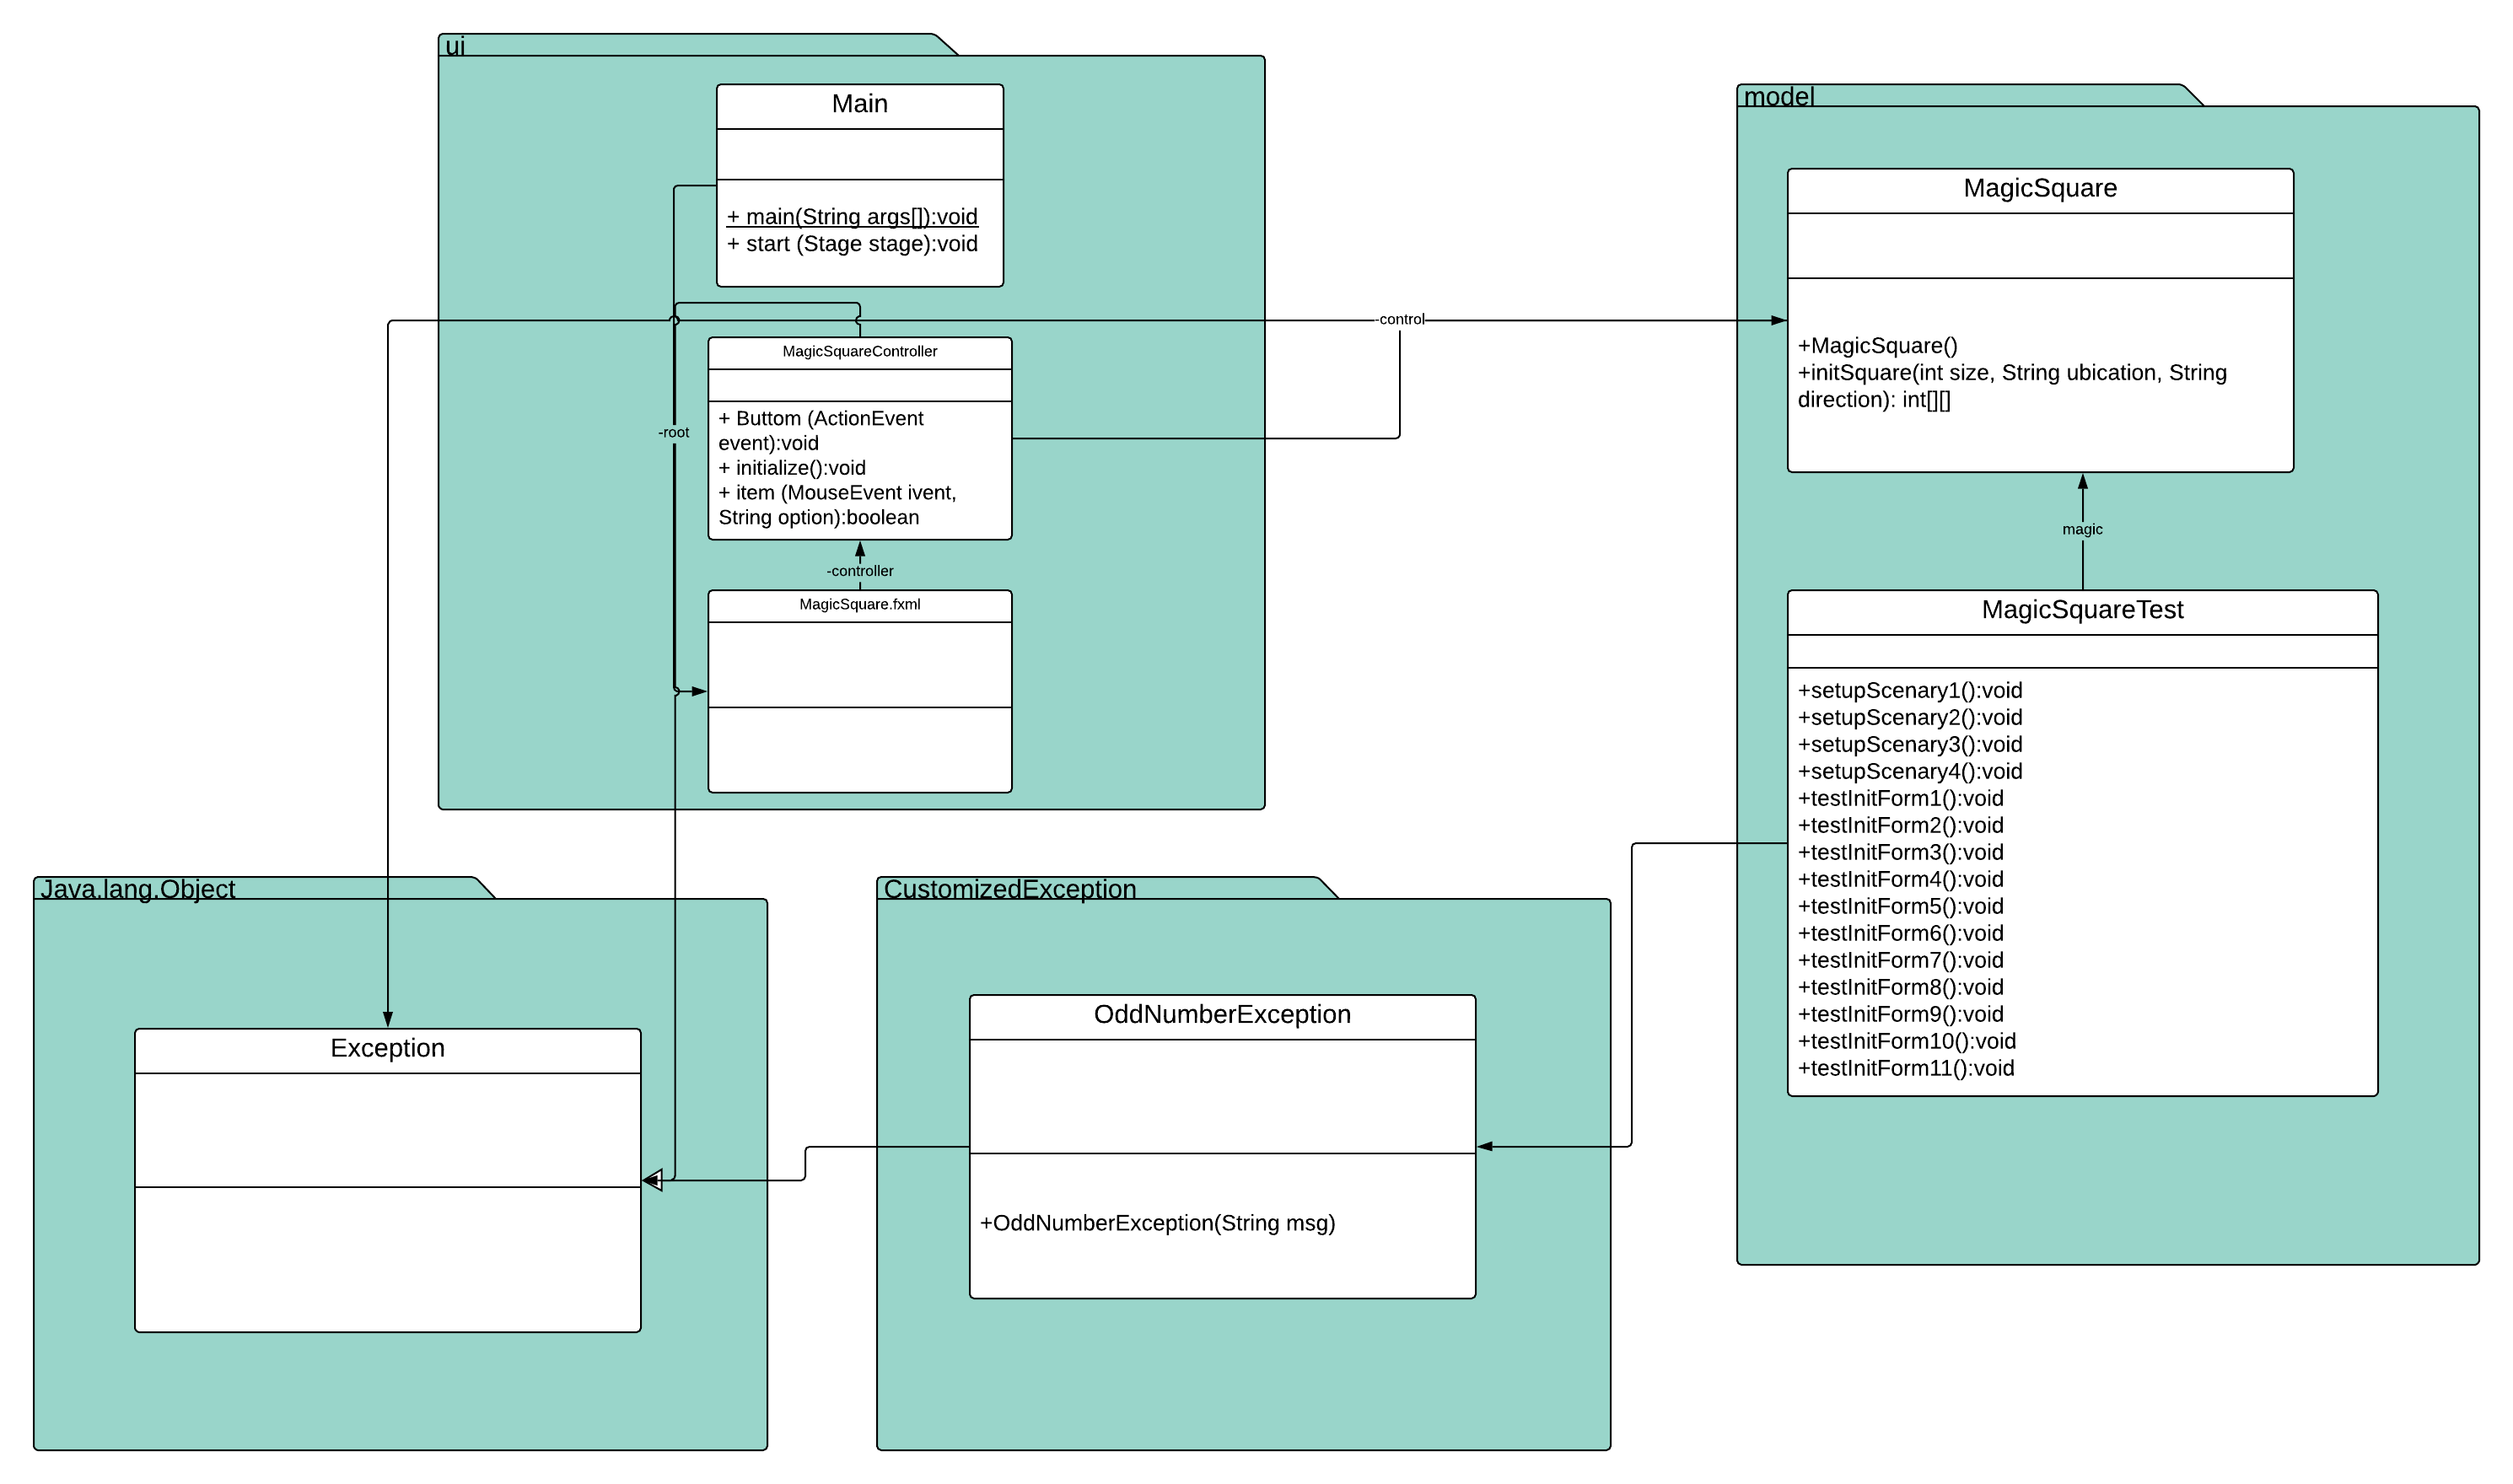 ui
Main
+ main(String args[]):void
+ start (Stage stage):void
-control
MagicSquareController
+ Buttom (ActionEvent
event):void
+ initialize():void
+ item (MouseEvent ivent,
String option):boolean
-root
-controller
MagicSquare.fxml
model
MagicSquare
+MagicSquare()
+initSquare(int size, String ubication, String
direction): int[][]
magic
MagicSquareTest
+setupScenary1():void
+setupScenary2():void
+setupScenary3():void
+setupScenary4():void
+testInitForm1():void
+testInitForm2():void
+testInitForm3():void
+testInitForm4():void
+testInitForm5():void
+testInitForm6():void
+testInitForm7():void
+testInitForm8():void
+testInitForm9():void
+testInitForm10():void
+testInitForm11():void
Java.lang.Object
Exception
CustomizedException
OddNumberException
+OddNumberException(String msg)